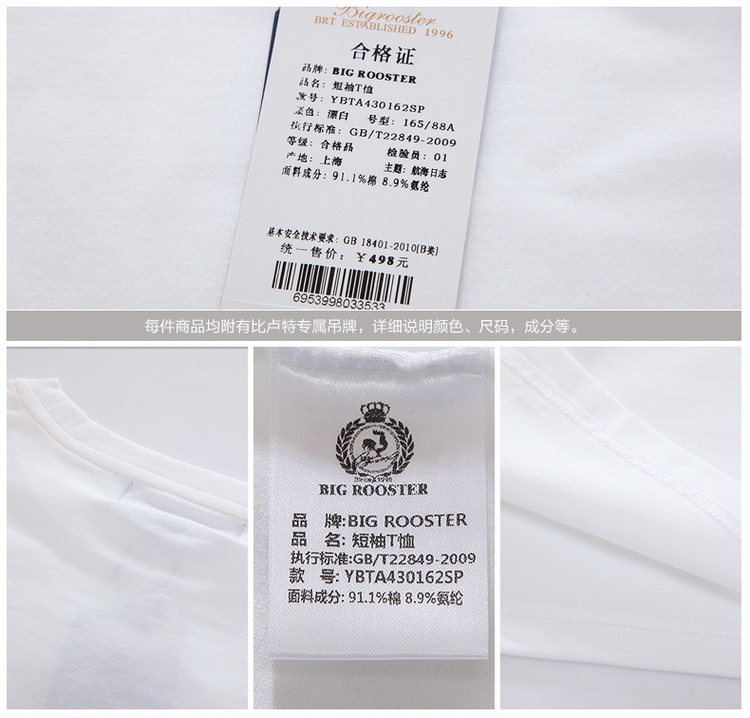 Bigrooster
BRT ESTABLISHED 1996
合格证
品牌: BIG ROOSTER
品名: 短袖T恤
款号: YBTA430162SP
颜色: 漂白 号型: 165/88A
执行标准: GB/T22849-2009
等级: 合格品 检验员: 01
产地: 上海 主题: 航海日志
面料成分: 91.1%棉 8.9%氨纶
基本安全技术要求: GB 18401-2010(B类)
统一售价: ¥498元
6953998033533
每件商品均附有比卢特专属吊牌，详细说明颜色、尺码，成分等。
Since 1996
BIG ROOSTER
品 牌:BIG ROOSTER
品 名: 短袖T恤
执行标准:GB/T22849-2009
款 号: YBTA430162SP
面料成分: 91.1%棉 8.9%氨纶